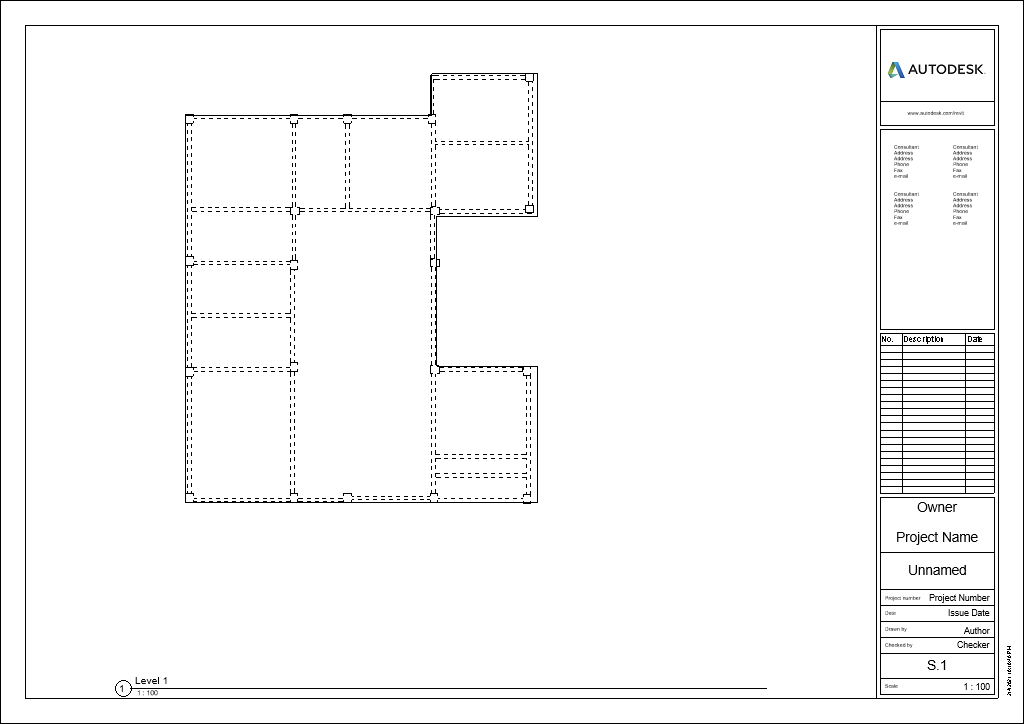 AUTODESK
www.autodesk.com/revit
Consultant Consultant
Address Address
Address Address
Phone Phone
Fax Fax
e-mail e-mail
Consultant Consultant
Address Address
Address Address
Phone Phone
Fax Fax
e-mail e-mail
No. Description Date
Owner
Project Name
Unnamed
Project number Project Number
Date Issue Date
Drawn by Author
Checked by Checker
S.1
Scale 1 : 100
1 Level 1
1 : 100